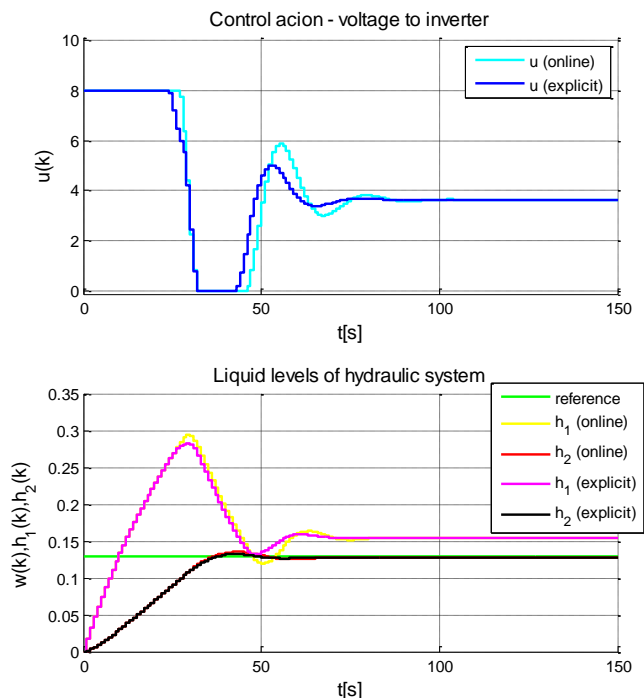 Control acion - voltage to inverter
10
8
6
4
2
0
u(k)
u (online)
u (explicit)
0
50
100
150
t[s]
Liquid levels of hydraulic system
0.35
0.3
0.25
0.2
0.15
0.1
0.05
0
w(k),h1(k),h2(k)
reference
h1 (online)
h2 (online)
h1 (explicit)
h2 (explicit)
0
50
100
150
t[s]